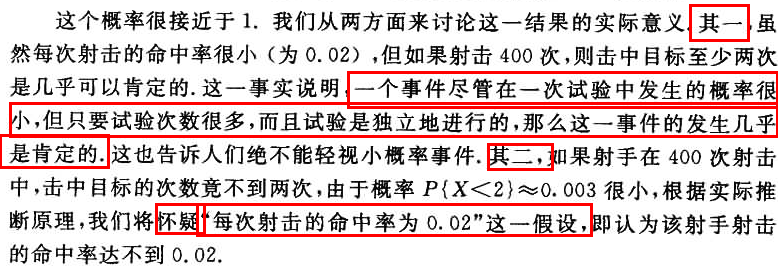 这个概率很接近于1. 我们从两方面来讨论这一结果的实际意义. 其一,虽
然每次射击的命中率很小(为0.02),但如果射击400次,则击中目标至少两次
是几乎可以肯定的. 这一事实说明,一个事件尽管在一次试验中发生的概率很
小,但只要试验次数很多,而且试验是独立地进行的,那么这一事件的发生几乎
是肯定的. 这也告诉人们绝不能轻视小概率事件. 其二,如果射手在400次射击
中,击中目标的次数竟不到两次,由于概率P{X<2}≈0.003很小,根据实际推
断原理,我们将怀疑“每次射击的命中率为0.02”这一假设,即认为该射手射击
的命中率达不到0.02.